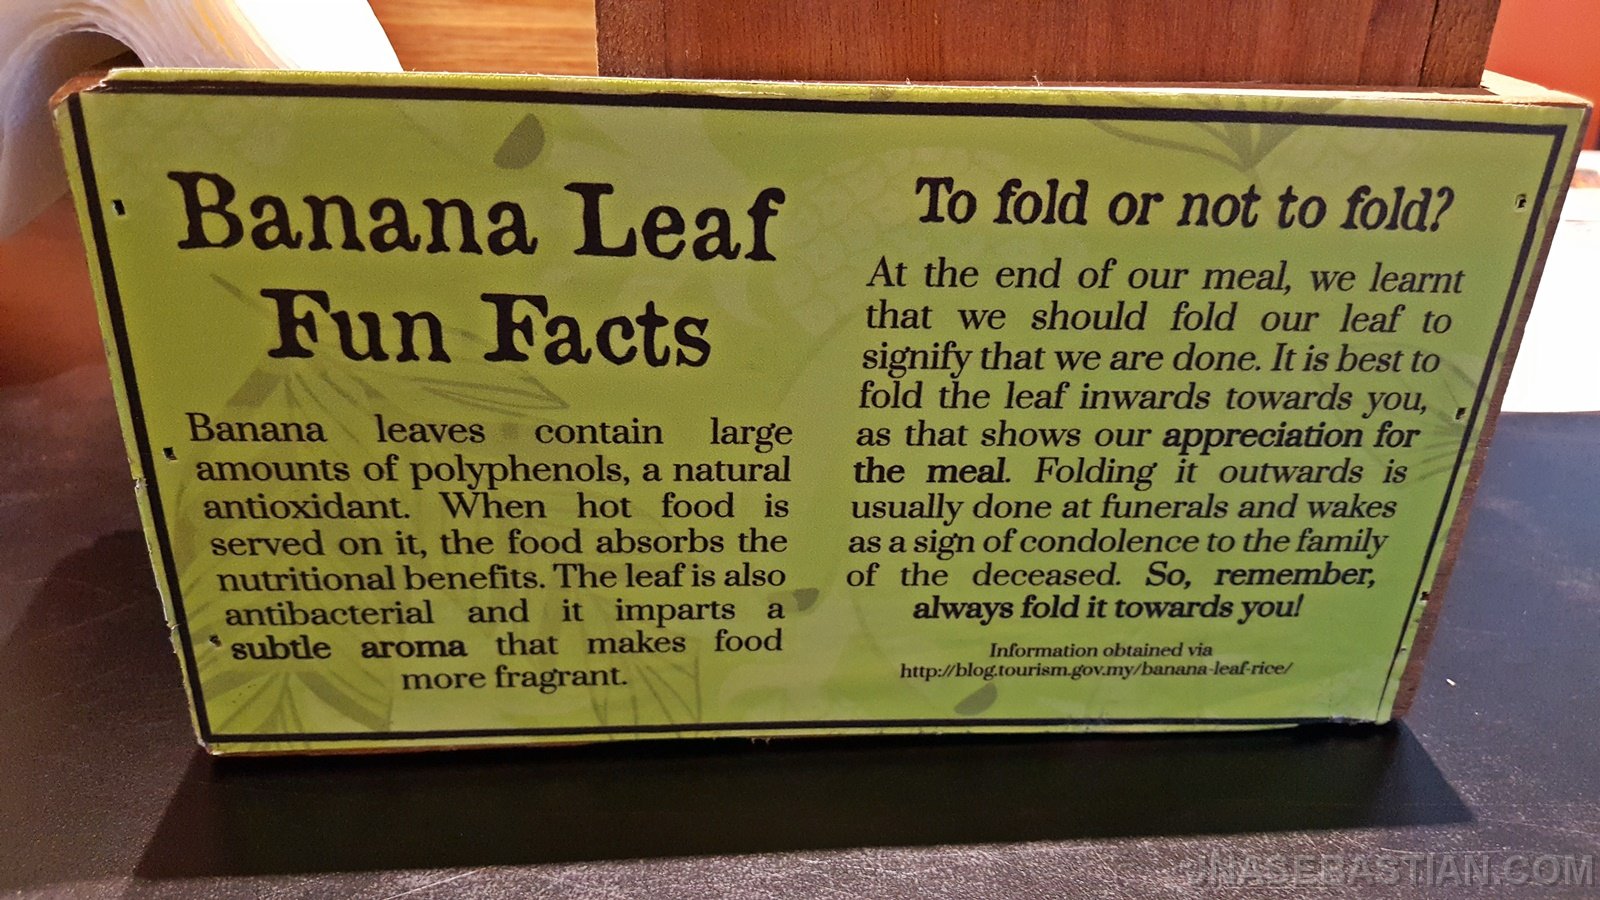 Banana Leaf
Fun Facts
Banana leaves contain large
amounts of polyphenols, a natural
antioxidant. When hot food is
served on it, the food absorbs the
nutritional benefits. The leaf is also
antibacterial and it imparts a
subtle aroma that makes food
more fragrant.
To fold or not to fold?
At the end of our meal, we learnt
that we should fold our leaf to
signify that we are done. It is best to
fold the leaf inwards towards you,
as that shows our appreciation for
the meal. Folding it outwards is
usually done at funerals and wakes
as a sign of condolence to the family
of the deceased. So, remember,
always fold it towards you!
Information obtained via
http://blog.tourism.gov.my/banana-leaf-rice/
JNASEBASTIAN.COM